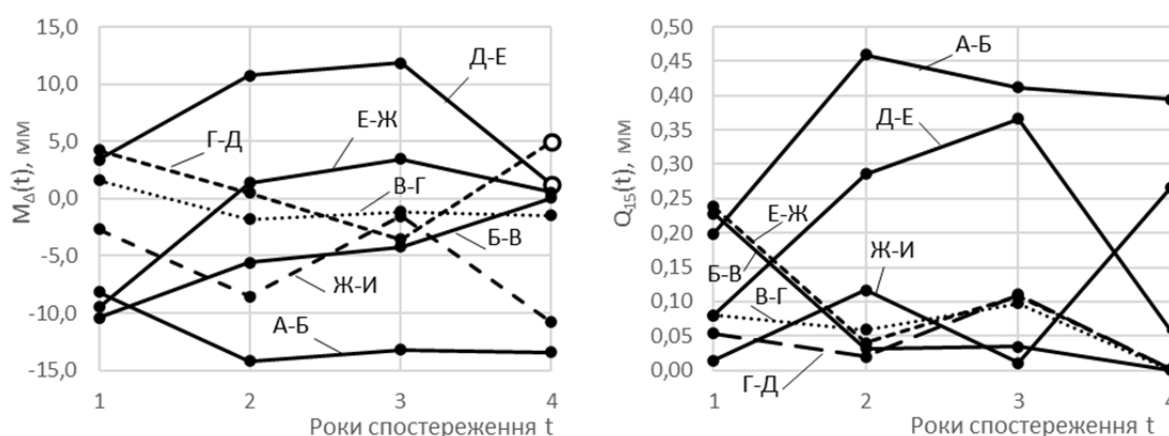 15,0
10,0
5,0
0,0
-5,0
-10,0
-15,0
M_Δ(t), мм
Д-Е
Е-Ж
Г-Д
В-Г
Б-В
Ж-И
А-Б
1 2 3 4
Роки спостереження t
0,50
0,45
0,40
0,35
0,30
0,25
0,20
0,15
0,10
0,05
0,00
Q₁₅(t), мм
А-Б
Д-Е
Е-Ж
Б-В
Ж-И
В-Г
Г-Д
1 2 3 4
Роки спостереження t